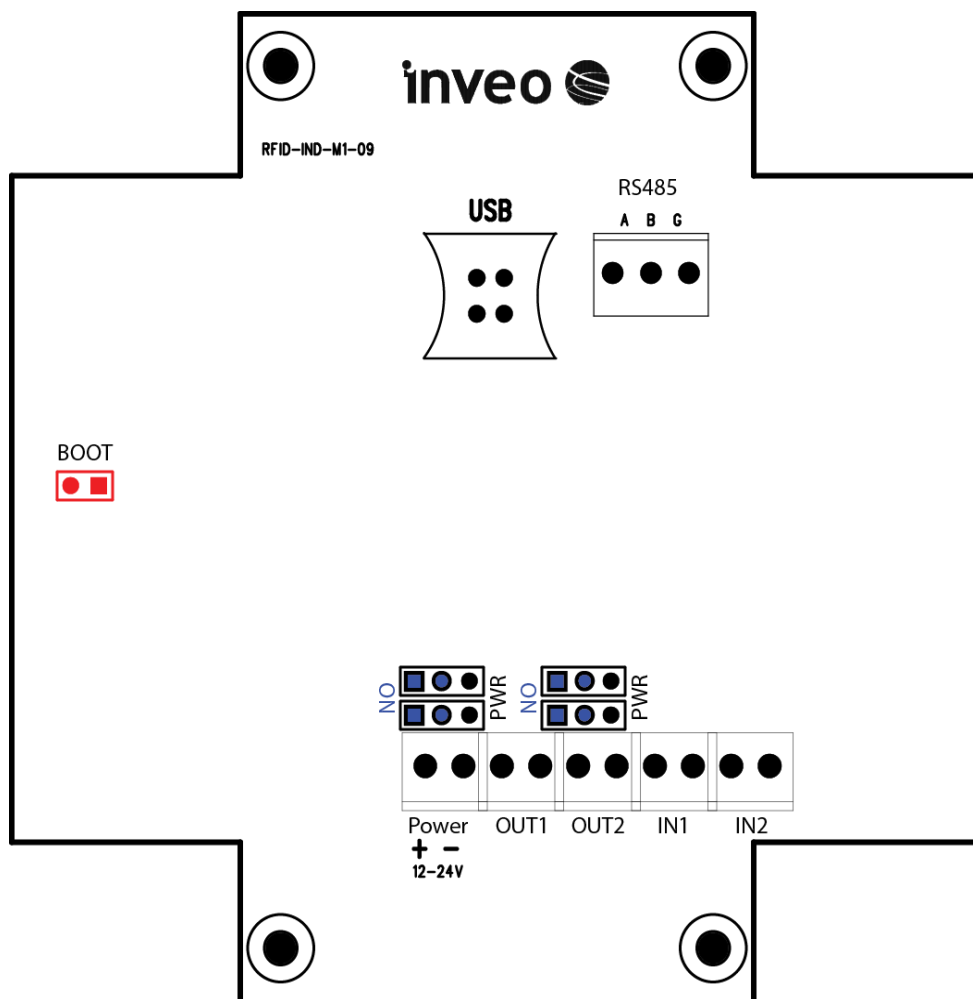 inveo
RFID-IND-M1-09
RS485
A B G
USB
BOOT
NO PWR NO PWR
Power OUT1 OUT2 IN1 IN2
+ −
12-24V